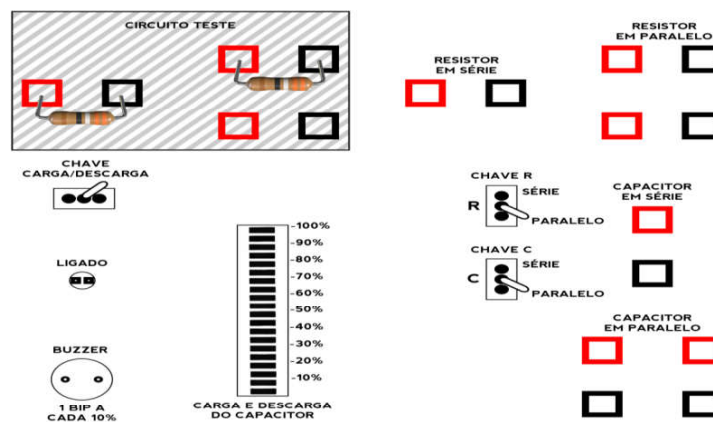 CIRCUITO TESTE
RESISTOR
EM SÉRIE
RESISTOR
EM PARALELO
CHAVE
CARGA/DESCARGA
LIGADO
BUZZER
1 BIP A
CADA 10%
-100%
-90%
-80%
-70%
-60%
-50%
-40%
-30%
-20%
-10%
CARGA E DESCARGA
DO CAPACITOR
CHAVE R
R
SÉRIE
PARALELO
CHAVE C
C
SÉRIE
PARALELO
CAPACITOR
EM SÉRIE
CAPACITOR
EM PARALELO